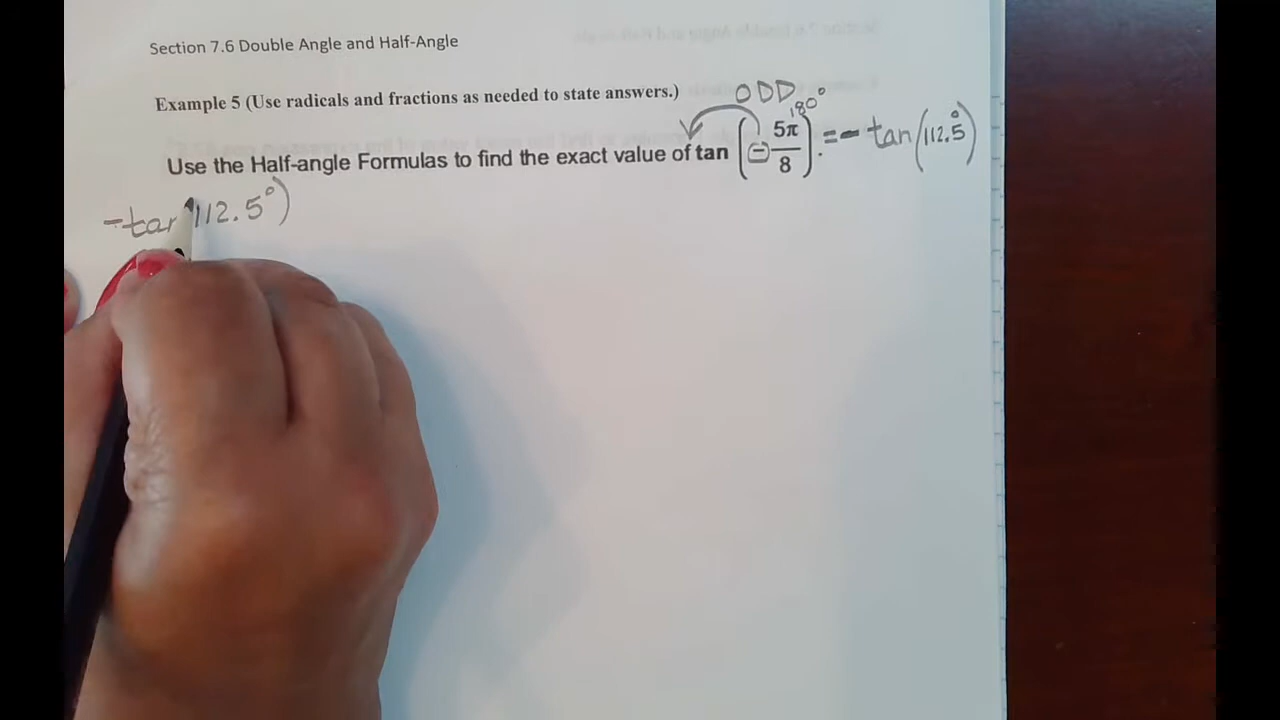 Section 7.6 Double Angle and Half-Angle
Example 5 (Use radicals and fractions as needed to state answers.)
ODD
180°
Use the Half-angle Formulas to find the exact value of tan (-5π/8). = - tan(112.5°)
-tan(112.5°)